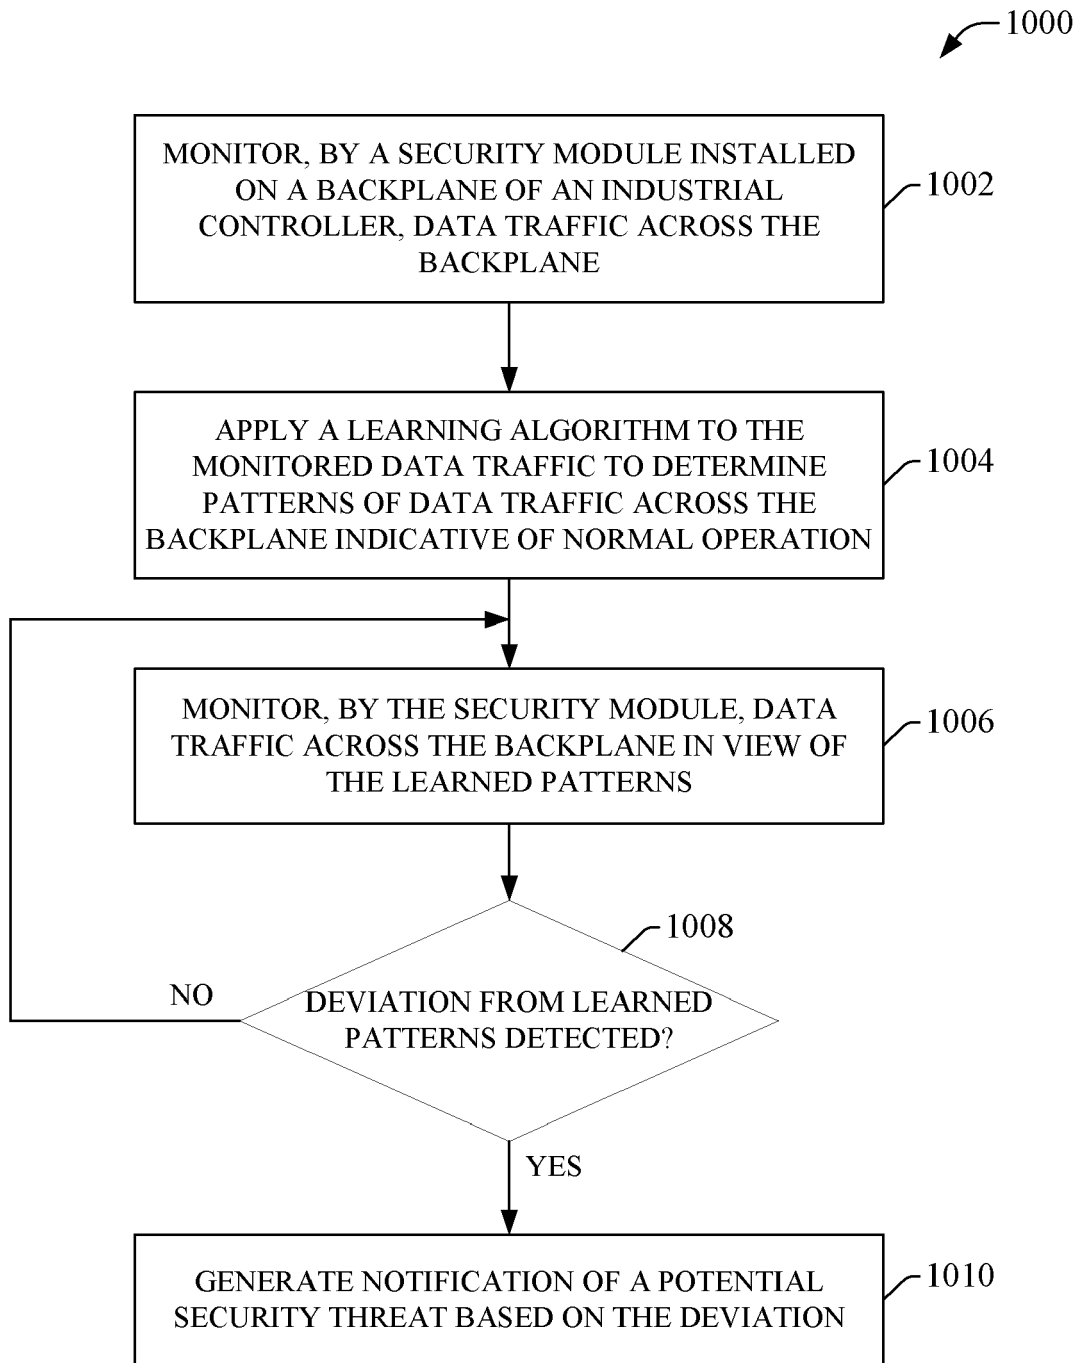 1000
MONITOR, BY A SECURITY MODULE INSTALLED
ON A BACKPLANE OF AN INDUSTRIAL
CONTROLLER, DATA TRAFFIC ACROSS THE
BACKPLANE
1002
APPLY A LEARNING ALGORITHM TO THE
MONITORED DATA TRAFFIC TO DETERMINE
PATTERNS OF DATA TRAFFIC ACROSS THE
BACKPLANE INDICATIVE OF NORMAL OPERATION
1004
MONITOR, BY THE SECURITY MODULE, DATA
TRAFFIC ACROSS THE BACKPLANE IN VIEW OF
THE LEARNED PATTERNS
1006
1008
NO
DEVIATION FROM LEARNED
PATTERNS DETECTED?
YES
GENERATE NOTIFICATION OF A POTENTIAL
SECURITY THREAT BASED ON THE DEVIATION
1010